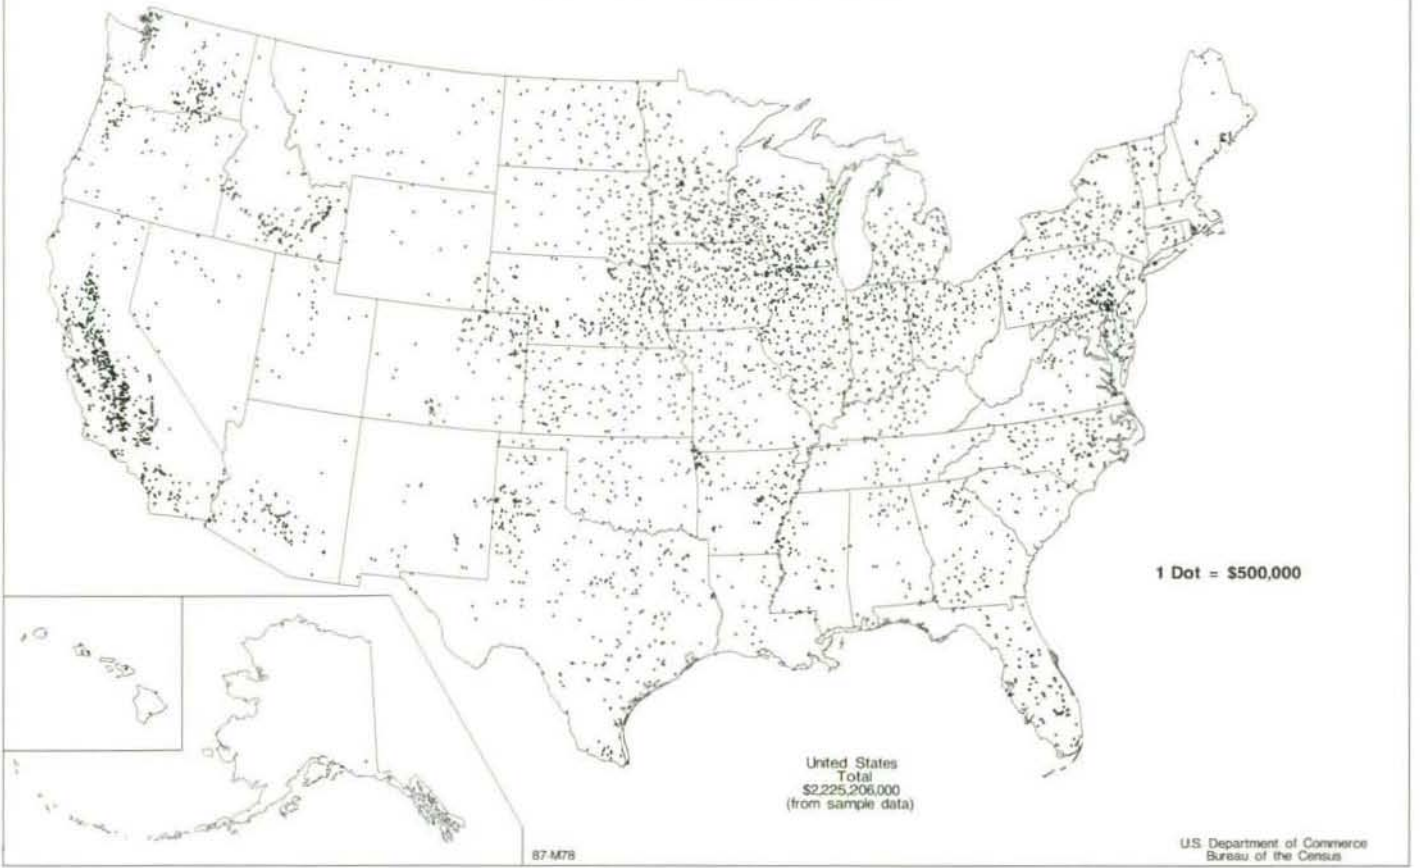 1 Dot = $500,000
United States
Total
$2,225,206,000
(from sample data)
87-M78
U.S. Department of Commerce
Bureau of the Census